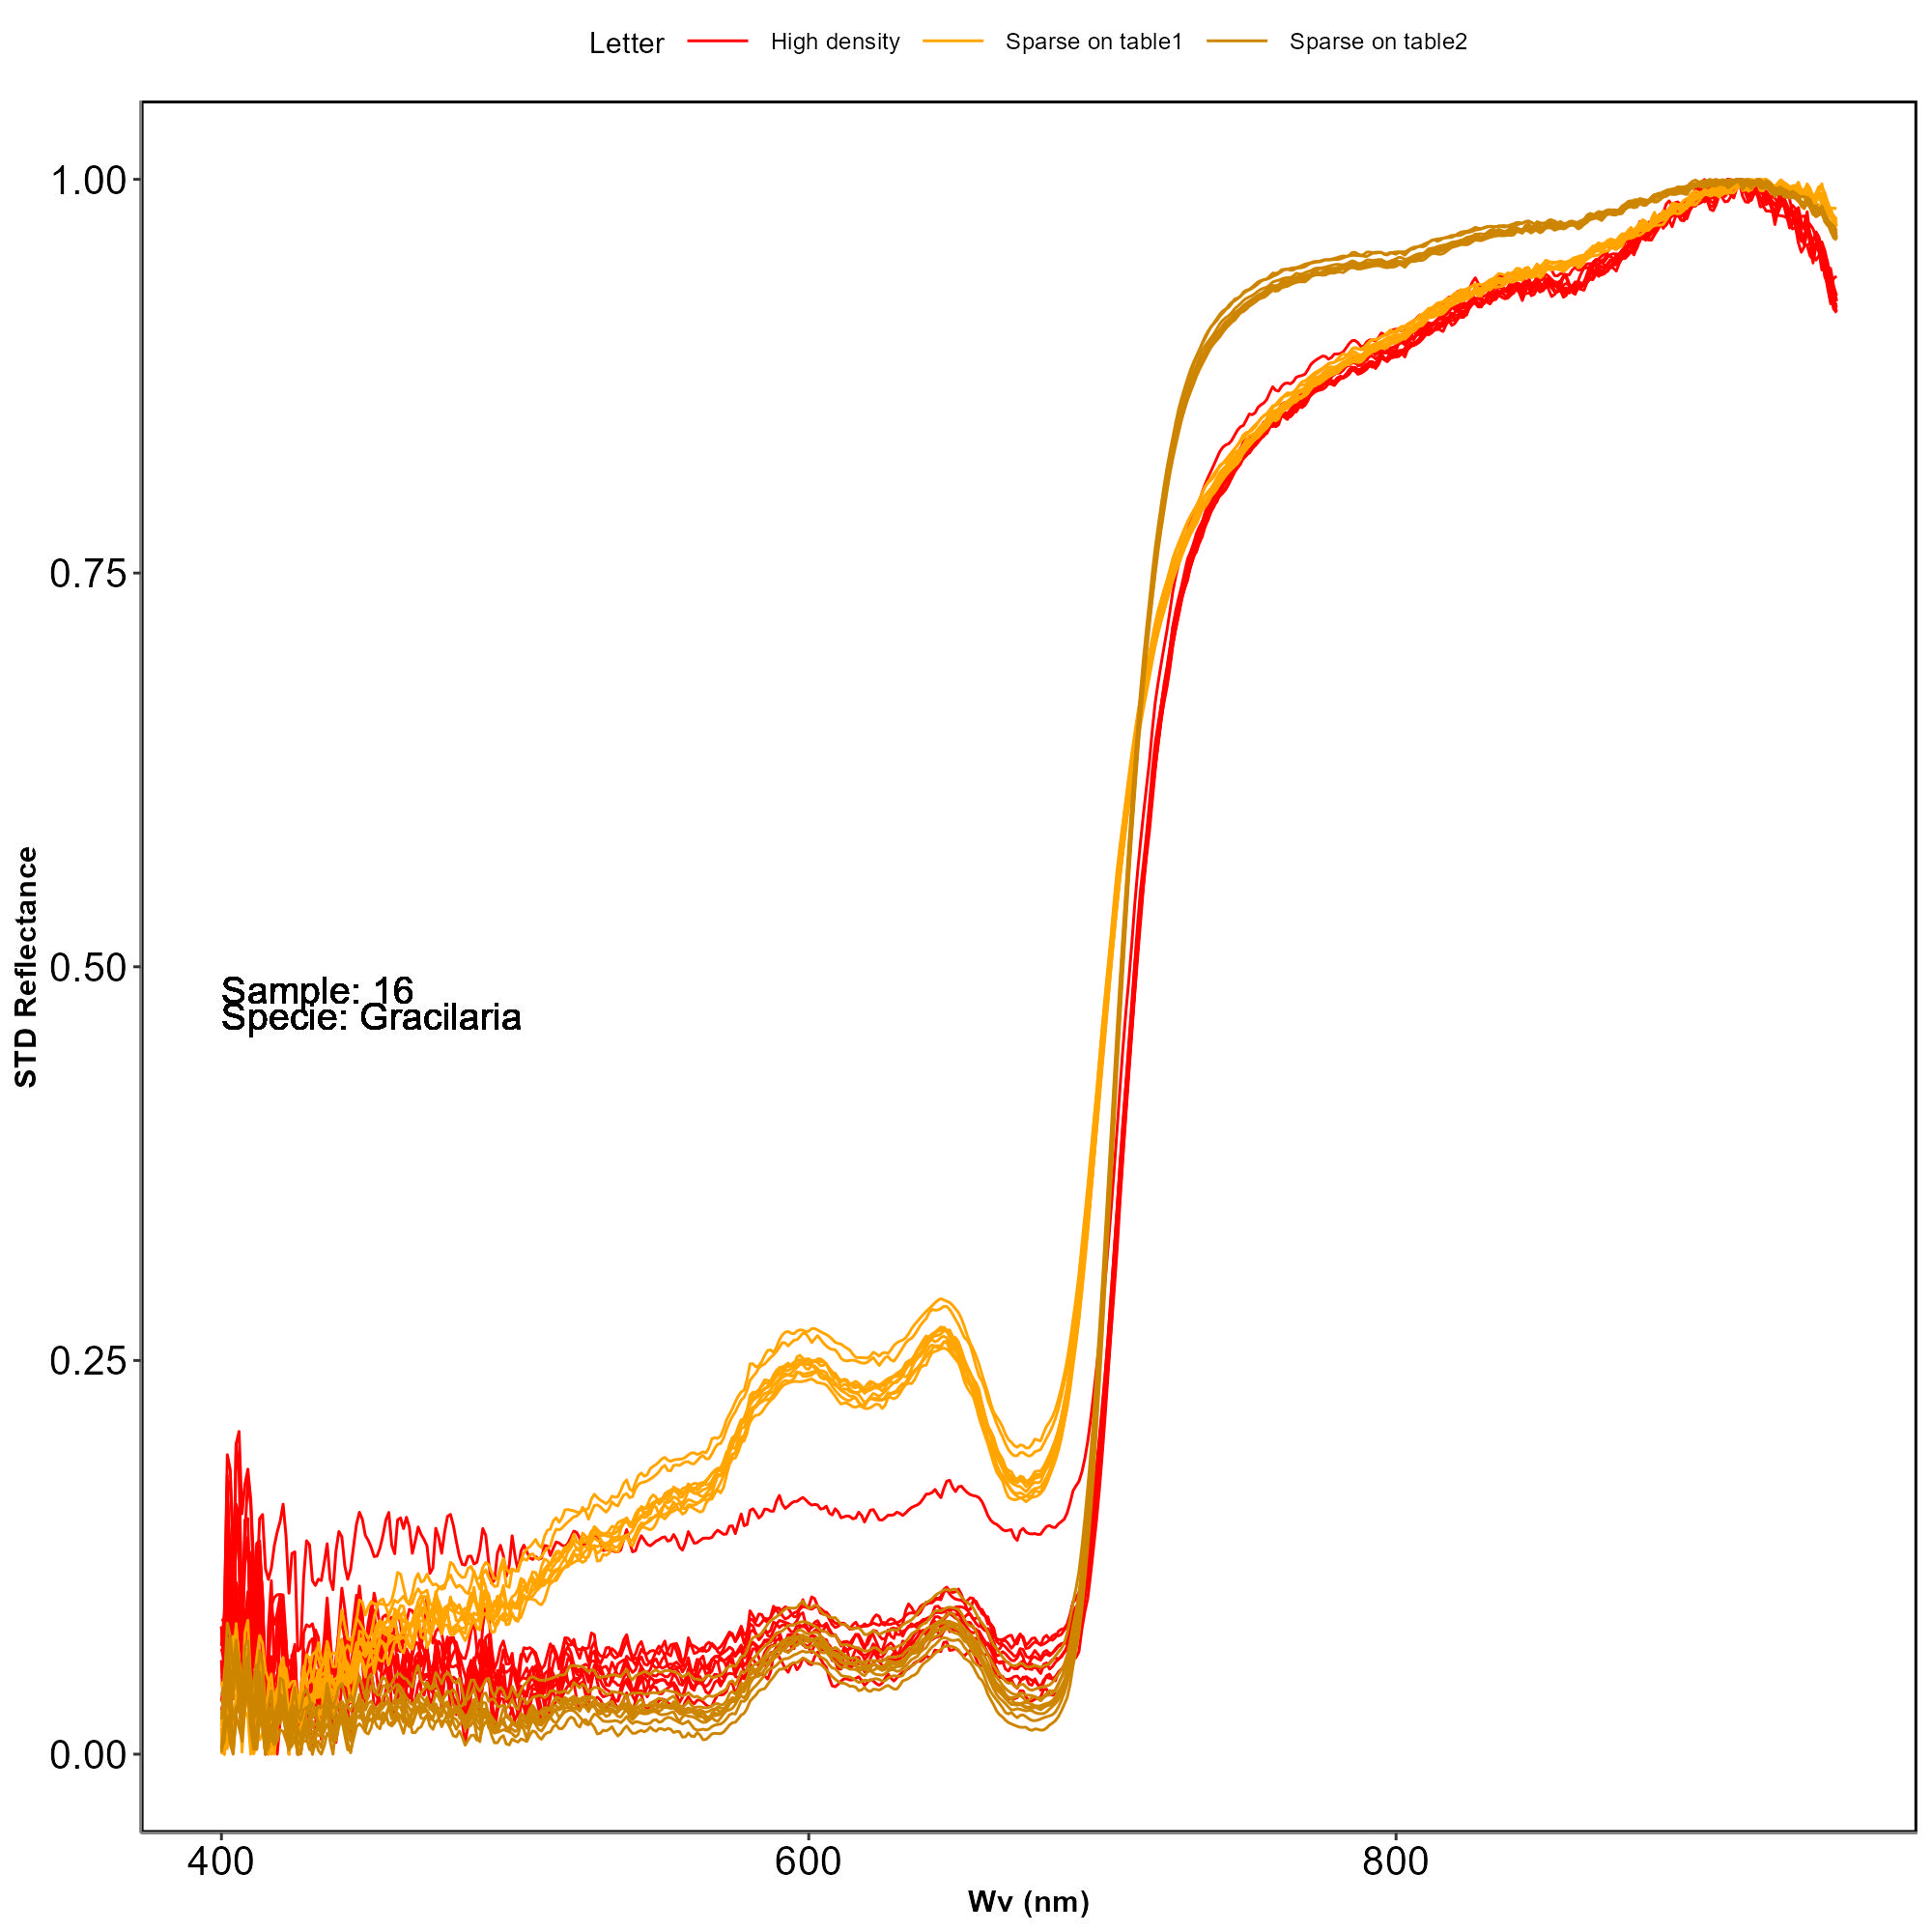 Letter High density Sparse on table1 Sparse on table2
1.00
0.75
0.50
0.25
0.00
STD Reflectance
Sample: 16
Specie: Gracilaria
400 600 800
Wv (nm)